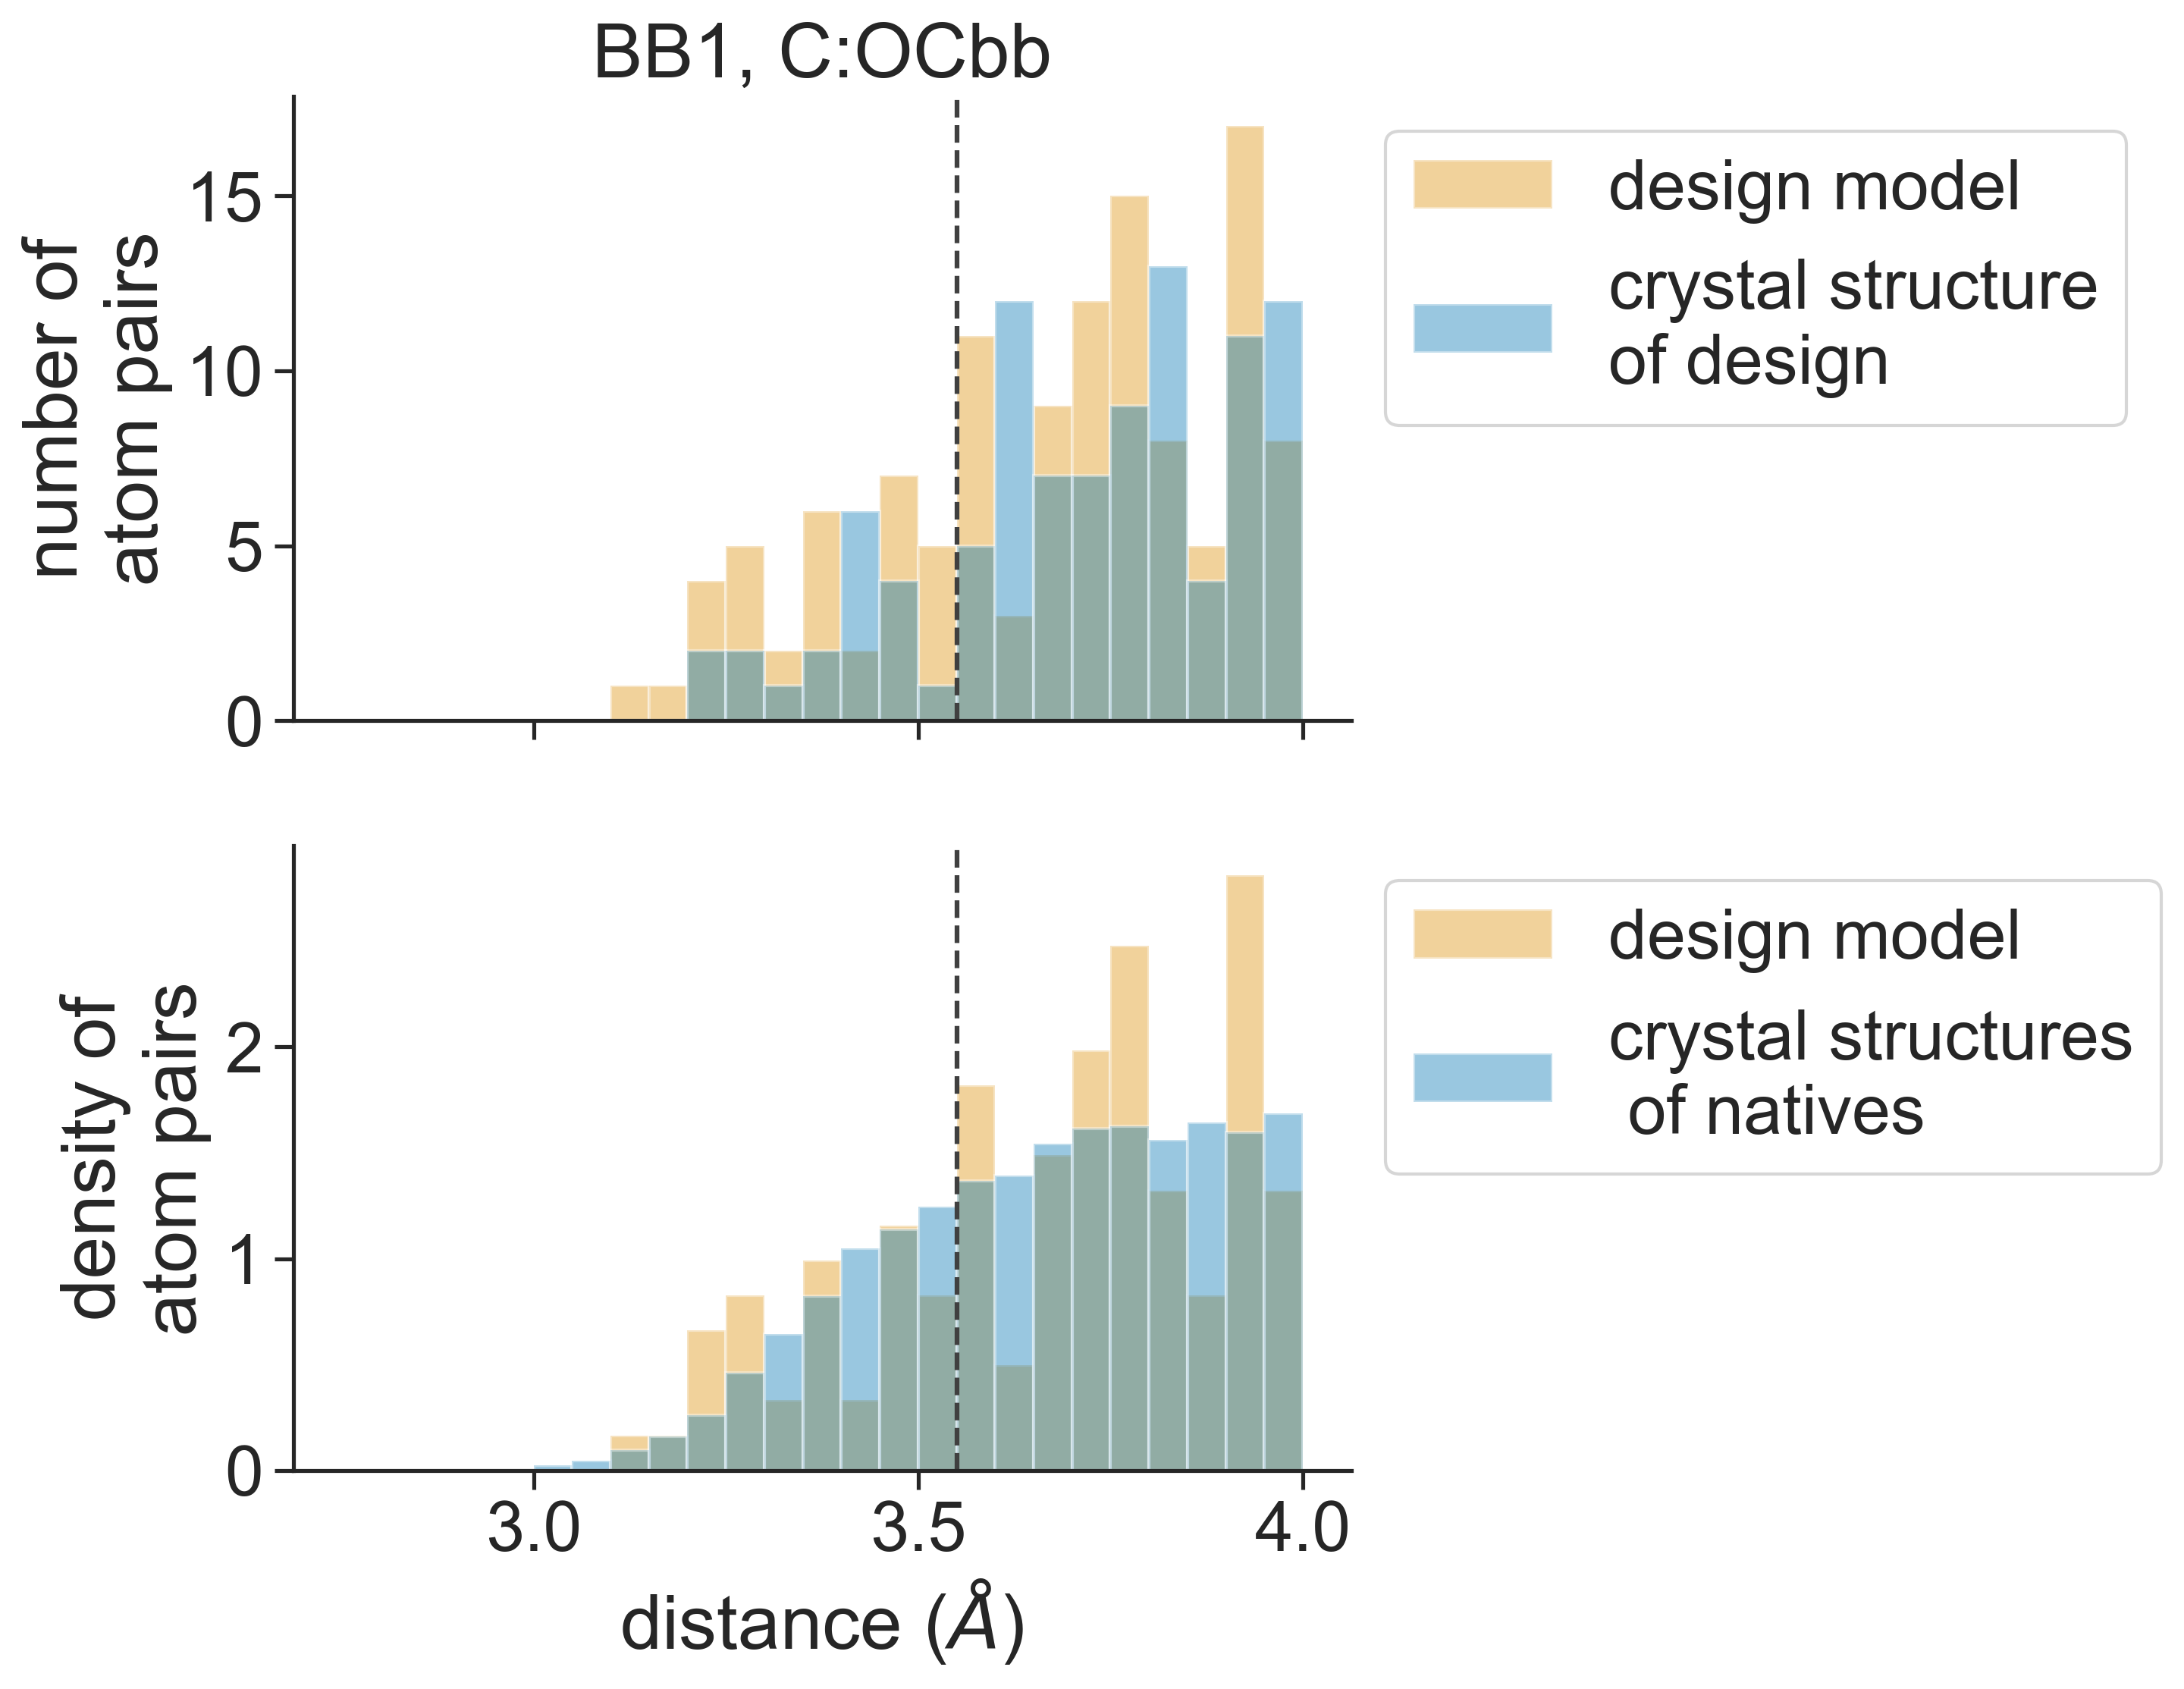 BB1, C:OCbb
number of
atom pairs
15
10
5
0
design model
crystal structure
of design
density of
atom pairs
2
1
0
3.0
3.5
4.0
distance (Å)
design model
crystal structures
of natives